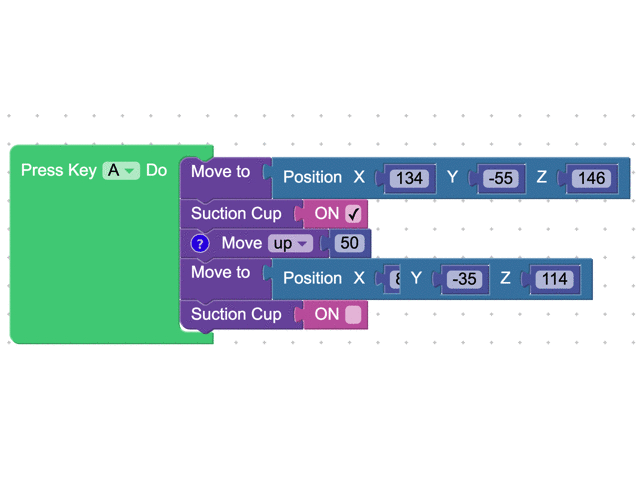 Press Key A Do
Move to Position X 134 Y -55 Z 146
Suction Cup ON ✓
? Move up 50
Move to Position X Y -35 Z 114
Suction Cup ON